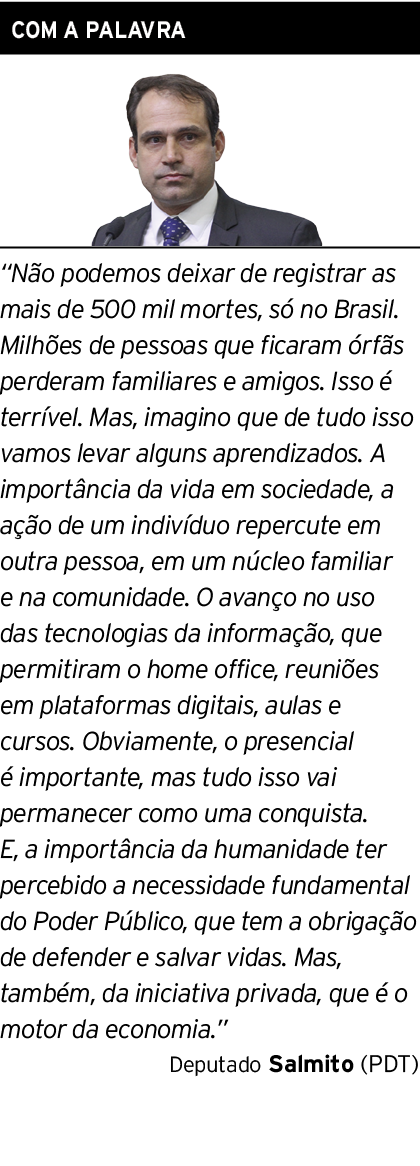 COM A PALAVRA
“Não podemos deixar de registrar as
mais de 500 mil mortes, só no Brasil.
Milhões de pessoas que ficaram órfãs
perderam familiares e amigos. Isso é
terrível. Mas, imagino que de tudo isso
vamos levar alguns aprendizados. A
importância da vida em sociedade, a
ação de um indivíduo repercute em
outra pessoa, em um núcleo familiar
e na comunidade. O avanço no uso
das tecnologias da informação, que
permitiram o home office, reuniões
em plataformas digitais, aulas e
cursos. Obviamente, o presencial
é importante, mas tudo isso vai
permanecer como uma conquista.
E, a importância da humanidade ter
percebido a necessidade fundamental
do Poder Público, que tem a obrigação
de defender e salvar vidas. Mas,
também, da iniciativa privada, que é o
motor da economia.”
Deputado Salmito (PDT)